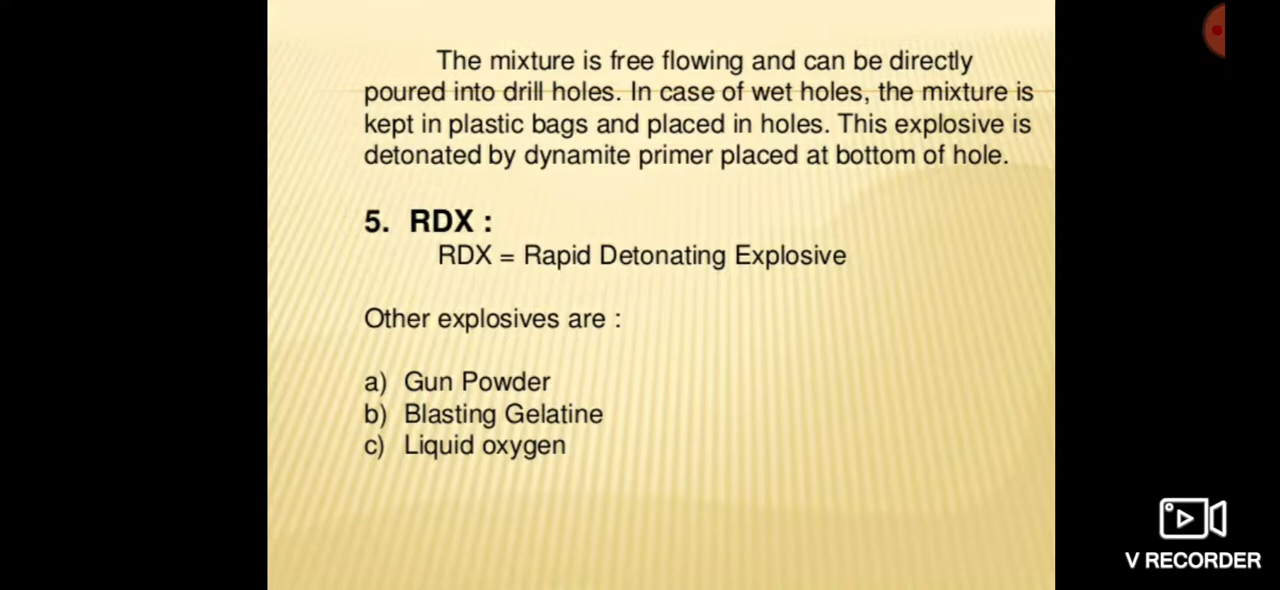 The mixture is free flowing and can be directly
poured into drill holes. In case of wet holes, the mixture is
kept in plastic bags and placed in holes. This explosive is
detonated by dynamite primer placed at bottom of hole.
5. RDX :
RDX = Rapid Detonating Explosive
Other explosives are :
a) Gun Powder
b) Blasting Gelatine
c) Liquid oxygen
V RECORDER